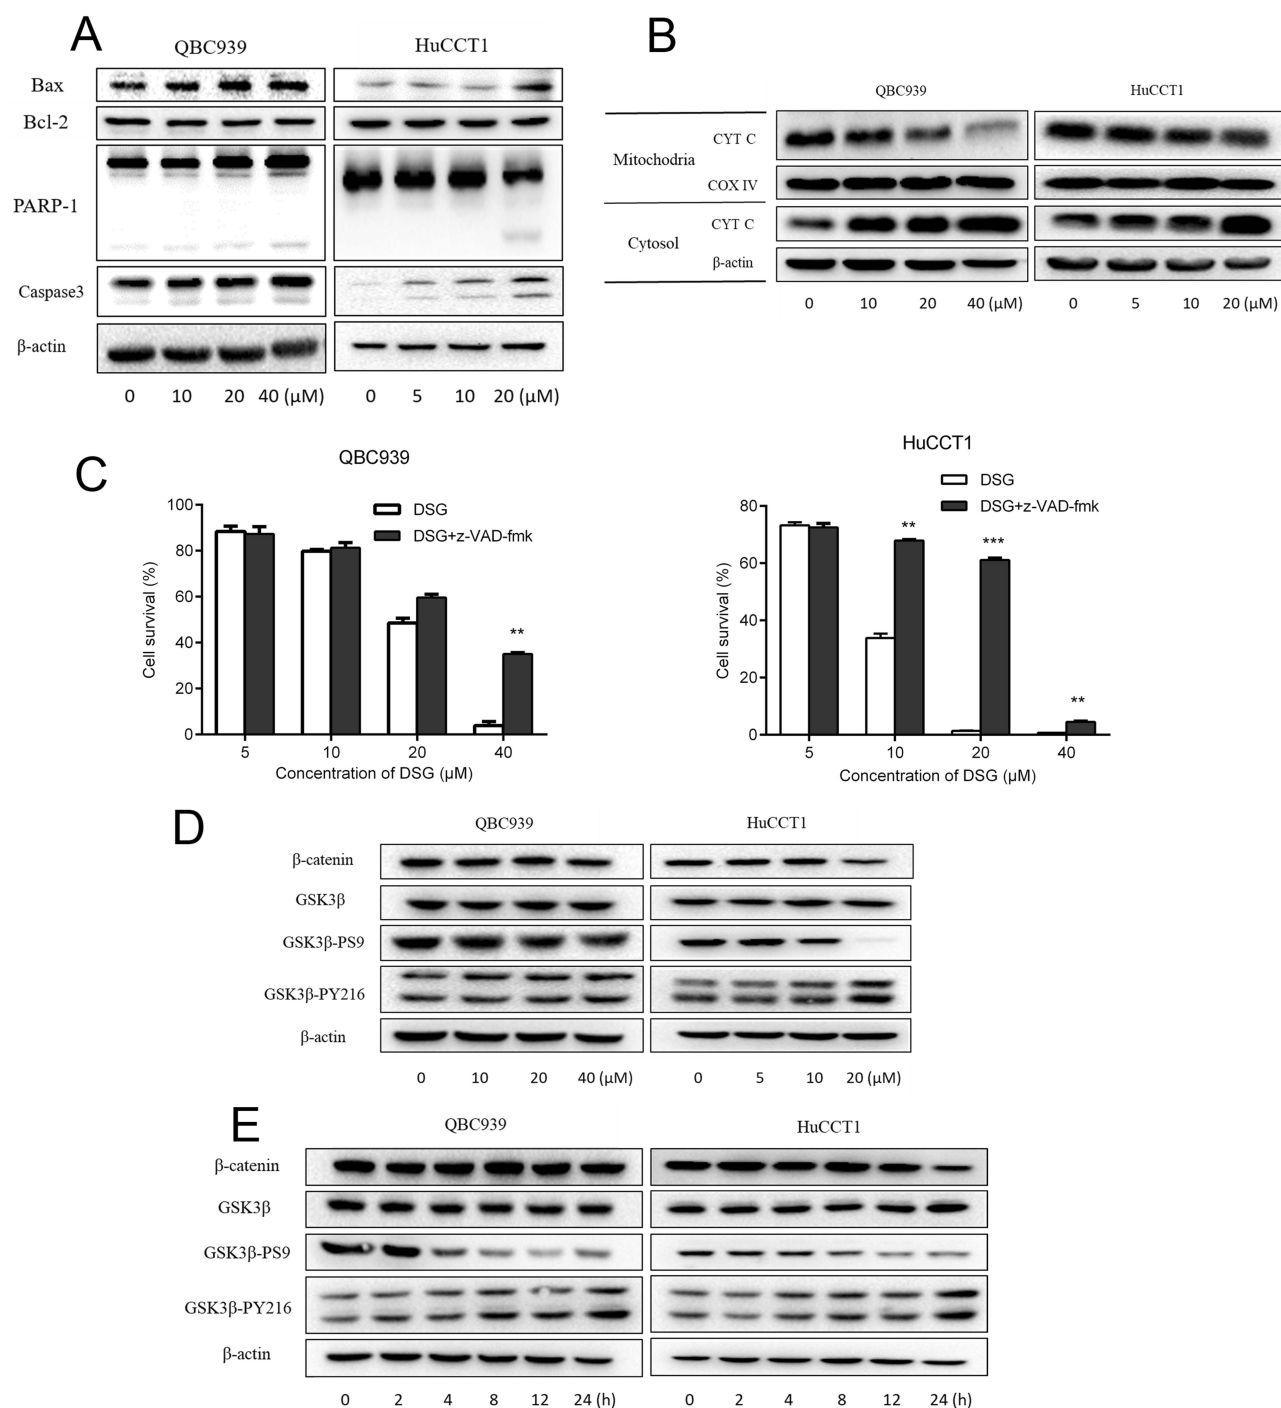 A
QBC939
HuCCT1
Bax
Bcl-2
PARP-1
Caspase3
β-actin
0 10 20 40 (μM) 0 5 10 20 (μM)
B
QBC939
HuCCT1
Mitochodria
CYT C
COX IV
Cytosol
CYT C
β-actin
0 10 20 40 (μM) 0 5 10 20 (μM)
C
QBC939
DSG
DSG+z-VAD-fmk
Cell survival (%)
100
80
60
40
20
0
**
5 10 20 40
Concentration of DSG (μM)
HuCCT1
DSG
DSG+z-VAD-fmk
Cell survival (%)
80
60
40
20
0
**
***
**
5 10 20 40
Concentration of DSG (μM)
D
QBC939
HuCCT1
β-catenin
GSK3β
GSK3β-PS9
GSK3β-PY216
β-actin
0 10 20 40 (μM) 0 5 10 20 (μM)
E
QBC939
HuCCT1
β-catenin
GSK3β
GSK3β-PS9
GSK3β-PY216
β-actin
0 2 4 8 12 24 (h) 0 2 4 8 12 24 (h)